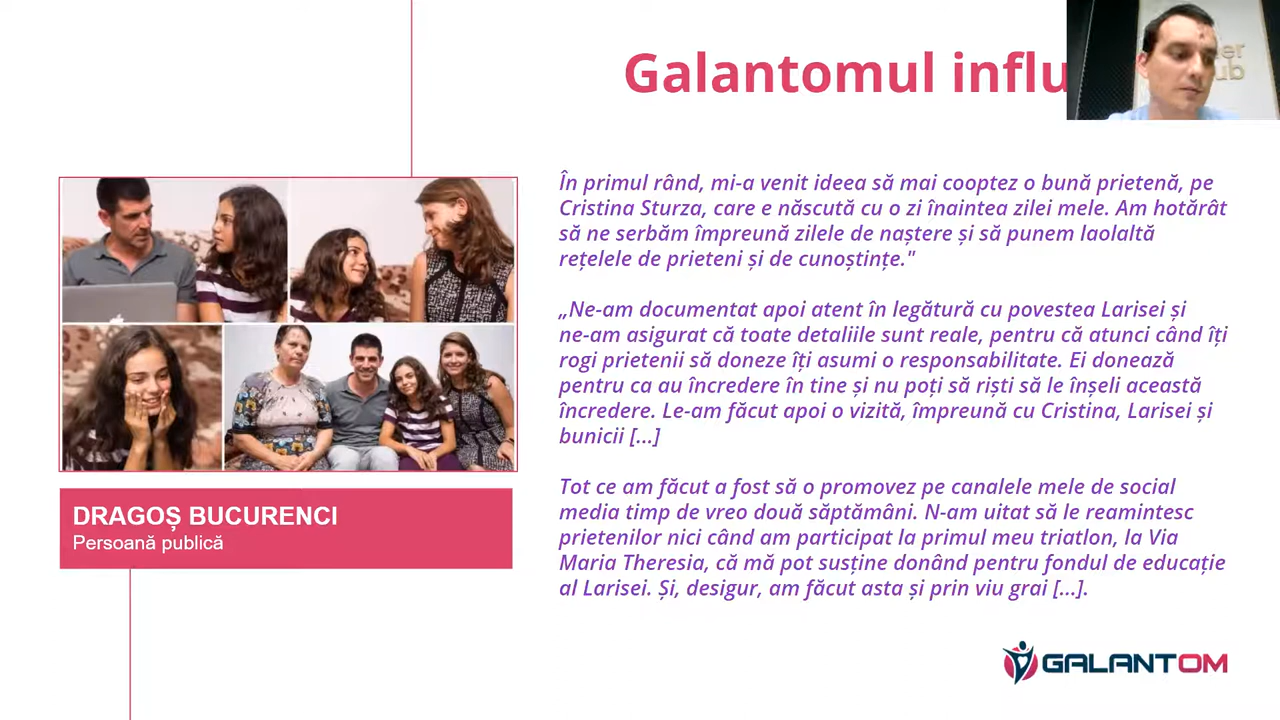 Galantomul influ
În primul rând, mi-a venit ideea să mai cooptez o bună prietenă, pe
Cristina Sturza, care e născută cu o zi înaintea zilei mele. Am hotărât
să ne serbăm împreună zilele de naștere și să punem laolaltă
rețelele de prieteni și de cunoștințe."
„Ne-am documentat apoi atent în legătură cu povestea Larisei și
ne-am asigurat că toate detaliile sunt reale, pentru că atunci când îți
rogi prietenii să doneze îți asumi o responsabilitate. Ei donează
pentru ca au încredere în tine și nu poți să riști să le înșeli această
încredere. Le-am făcut apoi o vizită, împreună cu Cristina, Larisei și
bunicii [...]
Tot ce am făcut a fost să o promovez pe canalele mele de social
media timp de vreo două săptămâni. N-am uitat să le reamintesc
prietenilor nici când am participat la primul meu triatlon, la Via
Maria Theresia, că mă pot susține donând pentru fondul de educație
al Larisei. Și, desigur, am făcut asta și prin viu grai [...].
DRAGOȘ BUCURENCI
Persoană publică
GALANTOM